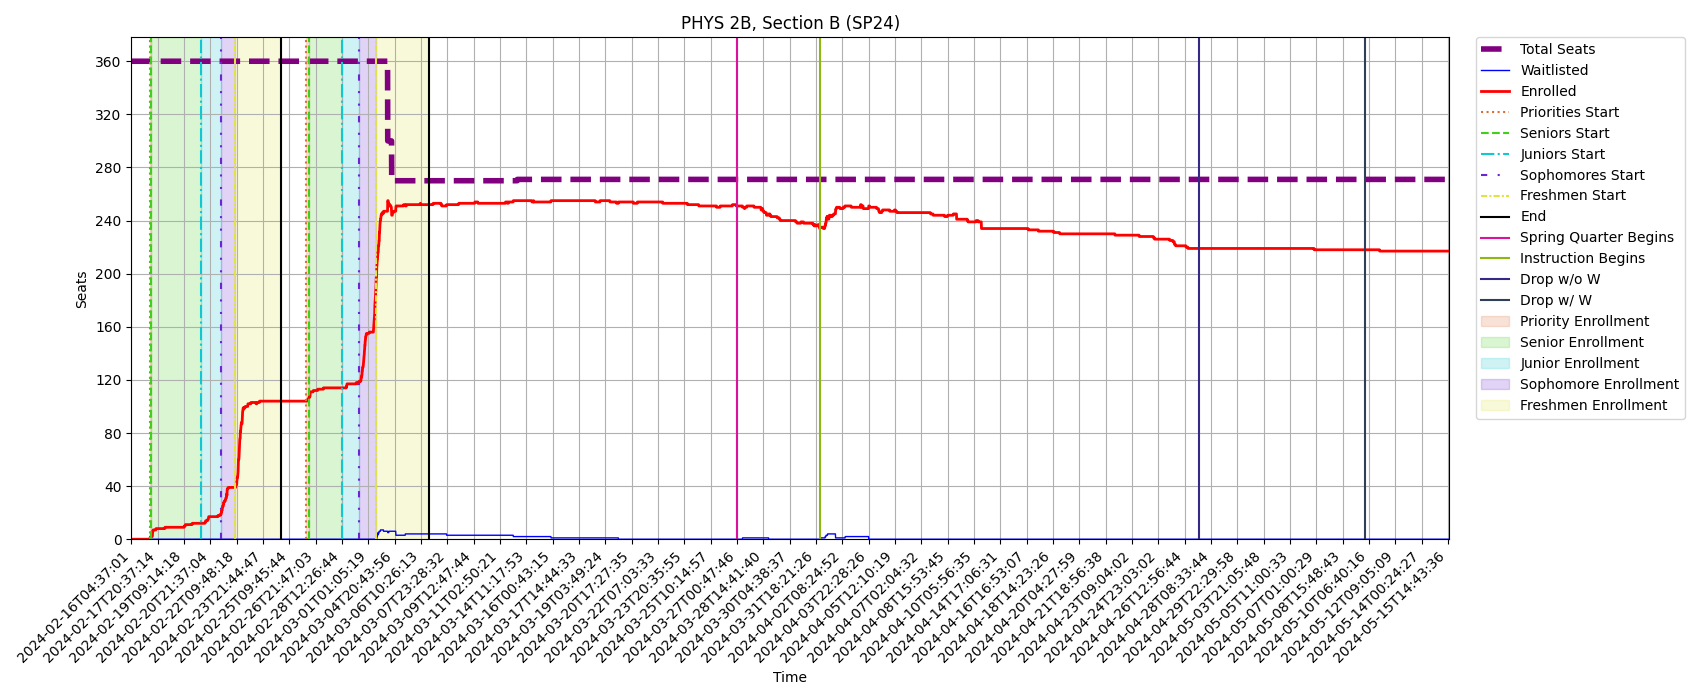 PHYS 2B, Section B (SP24)
Seats
360
320
280
240
200
160
120
80
40
0
2024-02-16T04:37:01
2024-02-17T20:37:14
2024-02-19T09:14:18
2024-02-20T21:37:04
2024-02-22T09:48:18
2024-02-23T21:44:47
2024-02-25T09:45:44
2024-02-26T21:47:03
2024-02-28T12:26:44
2024-03-01T01:05:19
2024-03-04T20:43:56
2024-03-06T10:26:13
2024-03-07T23:28:32
2024-03-09T12:47:44
2024-03-11T02:50:21
2024-03-14T11:17:53
2024-03-16T00:43:15
2024-03-17T14:44:33
2024-03-19T03:49:24
2024-03-20T17:27:35
2024-03-22T07:03:33
2024-03-23T20:35:55
2024-03-25T10:14:57
2024-03-27T00:47:46
2024-03-28T14:41:40
2024-03-30T04:38:37
2024-03-31T18:21:26
2024-04-02T08:24:52
2024-04-03T22:28:26
2024-04-05T12:10:19
2024-04-07T02:04:32
2024-04-08T15:53:45
2024-04-10T05:56:35
2024-04-14T17:06:31
2024-04-16T16:53:07
2024-04-18T14:23:26
2024-04-20T04:27:59
2024-04-21T18:56:38
2024-04-23T09:04:02
2024-04-24T23:03:02
2024-04-26T12:56:44
2024-04-28T08:33:44
2024-04-29T22:29:58
2024-05-03T21:05:48
2024-05-05T11:00:33
2024-05-07T01:00:29
2024-05-08T15:48:43
2024-05-10T06:40:16
2024-05-12T09:05:09
2024-05-14T00:24:27
2024-05-15T14:43:36
Time
Total Seats
Waitlisted
Enrolled
Priorities Start
Seniors Start
Juniors Start
Sophomores Start
Freshmen Start
End
Spring Quarter Begins
Instruction Begins
Drop w/o W
Drop w/ W
Priority Enrollment
Senior Enrollment
Junior Enrollment
Sophomore Enrollment
Freshmen Enrollment